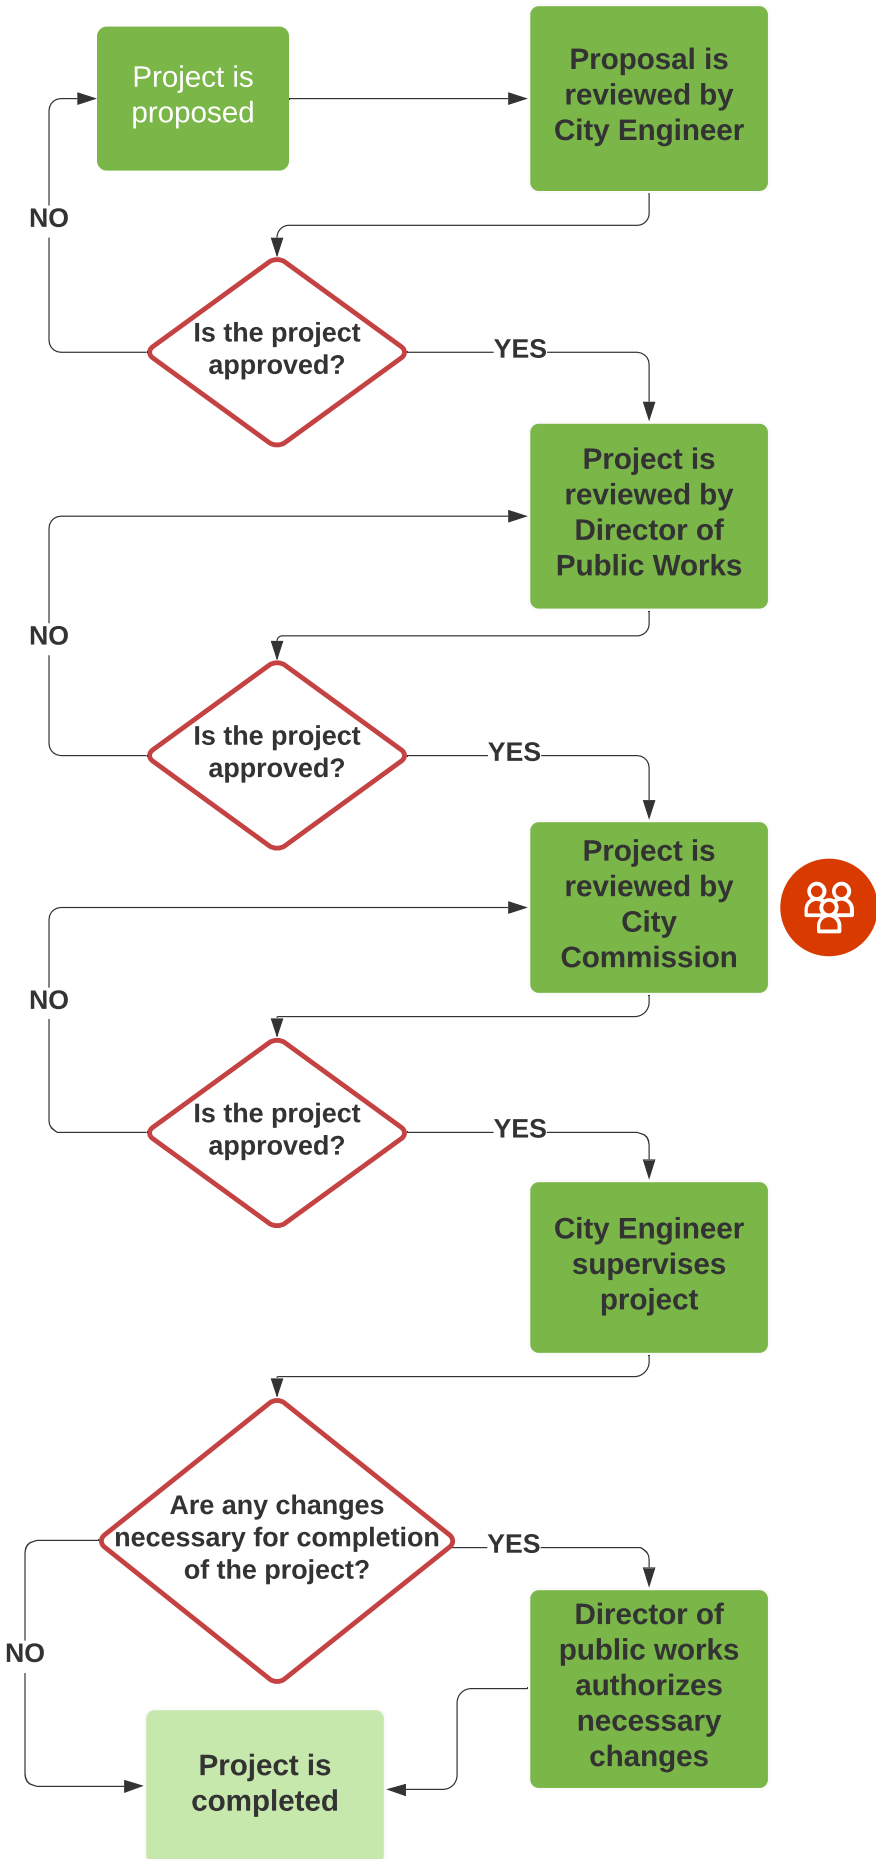 Project is
proposed
Proposal is
reviewed by
City Engineer
NO
Is the project
approved?
YES
Project is
reviewed by
Director of
Public Works
NO
Is the project
approved?
YES
Project is
reviewed by
City
Commission
NO
Is the project
approved?
YES
City Engineer
supervises
project
Are any changes
necessary for completion
of the project?
YES
NO
Director of
public works
authorizes
necessary
changes
Project is
completed